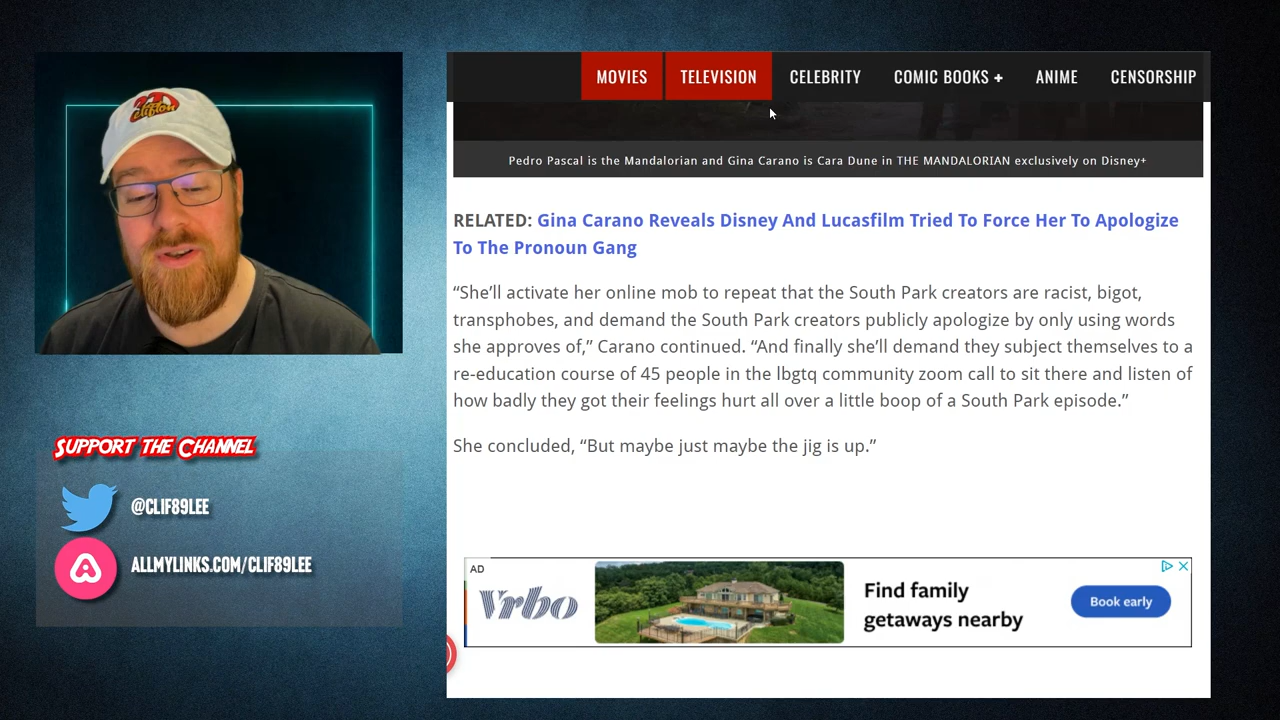 MOVIES TELEVISION CELEBRITY COMIC BOOKS + ANIME CENSORSHIP
Clifton
Pedro Pascal is the Mandalorian and Gina Carano is Cara Dune in THE MANDALORIAN exclusively on Disney+
RELATED: Gina Carano Reveals Disney And Lucasfilm Tried To Force Her To Apologize
To The Pronoun Gang
“She’ll activate her online mob to repeat that the South Park creators are racist, bigot,
transphobes, and demand the South Park creators publicly apologize by only using words
she approves of,” Carano continued. “And finally she’ll demand they subject themselves to a
re-education course of 45 people in the lbgtq community zoom call to sit there and listen of
how badly they got their feelings hurt all over a little boop of a South Park episode.”
She concluded, “But maybe just maybe the jig is up.”
SUPPORT THE CHANNEL
@CLIF89LEE
ALLMYLINKS.COM/CLIF89LEE
AD
Vrbo
Find family
getaways nearby
Book early